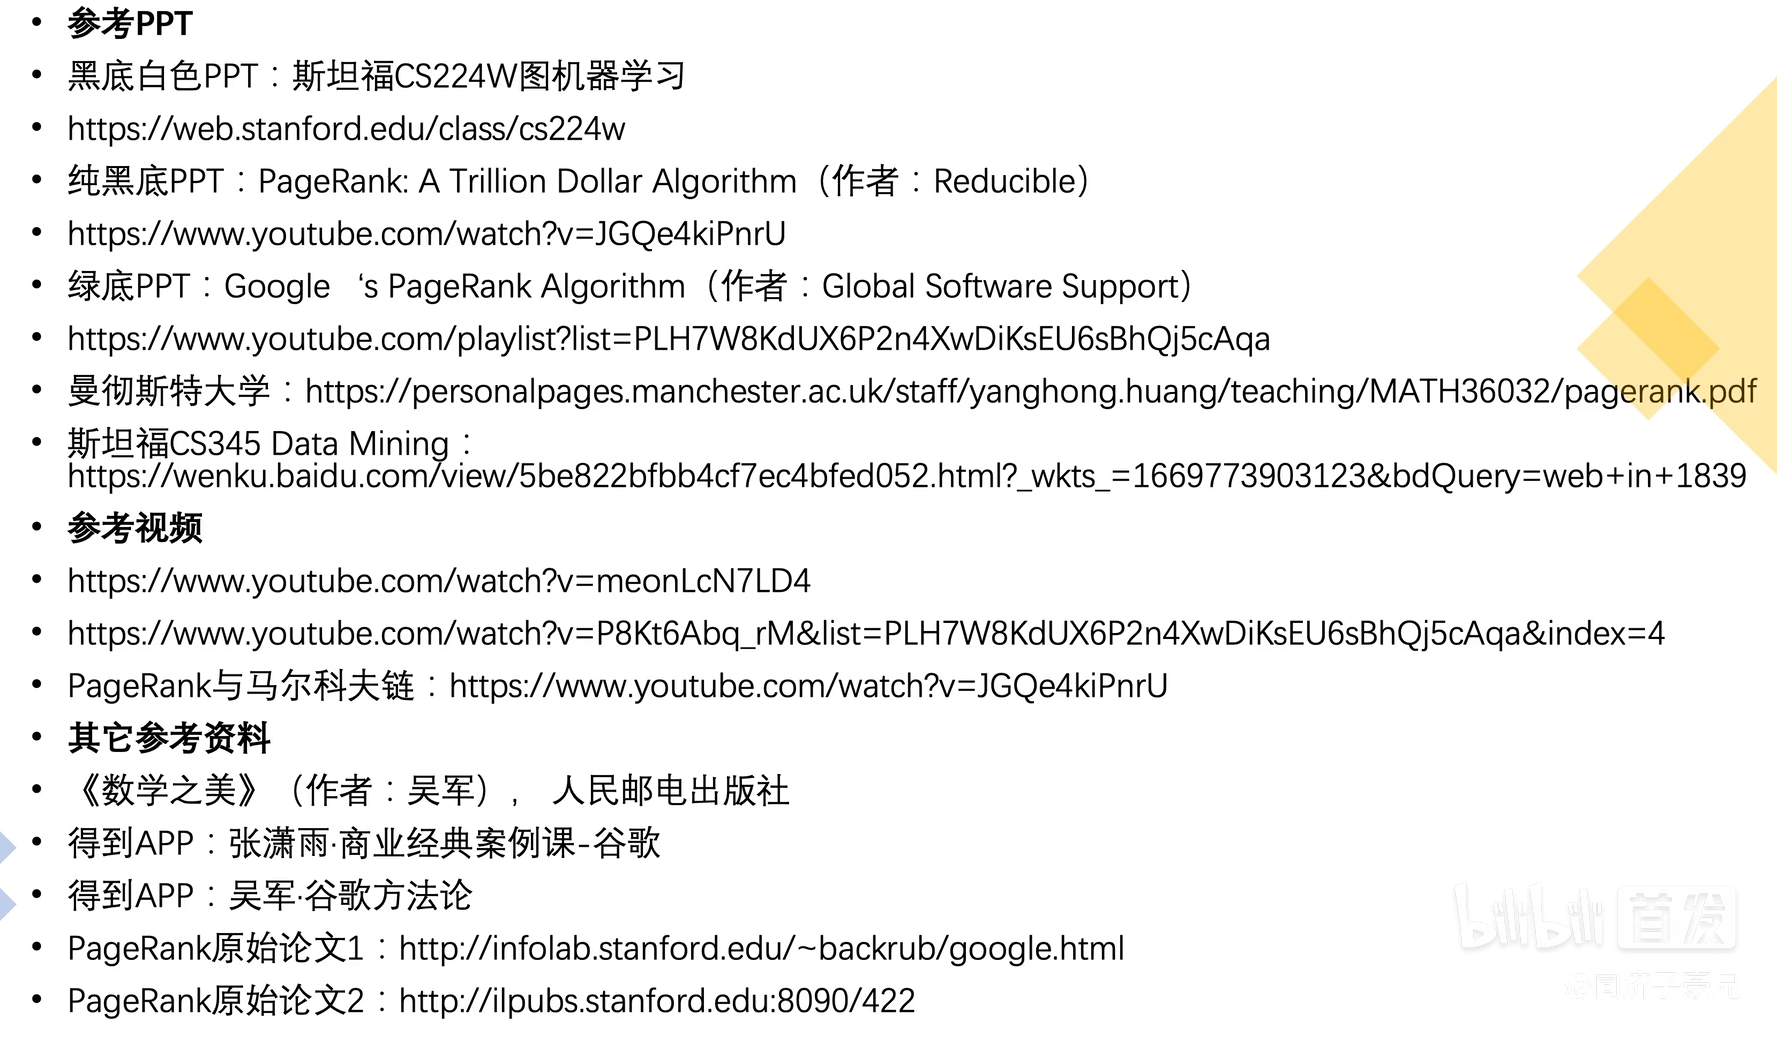 • 参考PPT
• 黑底白色PPT：斯坦福CS224W图机器学习
• https://web.stanford.edu/class/cs224w
• 纯黑底PPT：PageRank: A Trillion Dollar Algorithm（作者：Reducible）
• https://www.youtube.com/watch?v=JGQe4kiPnrU
• 绿底PPT：Google ‘s PageRank Algorithm（作者：Global Software Support）
• https://www.youtube.com/playlist?list=PLH7W8KdUX6P2n4XwDiKsEU6sBhQj5cAqa
• 曼彻斯特大学：https://personalpages.manchester.ac.uk/staff/yanghong.huang/teaching/MATH36032/pagerank.pdf
• 斯坦福CS345 Data Mining：
https://wenku.baidu.com/view/5be822bfbb4cf7ec4bfed052.html?_wkts_=1669773903123&bdQuery=web+in+1839
• 参考视频
• https://www.youtube.com/watch?v=meonLcN7LD4
• https://www.youtube.com/watch?v=P8Kt6Abq_rM&list=PLH7W8KdUX6P2n4XwDiKsEU6sBhQj5cAqa&index=4
• PageRank与马尔科夫链：https://www.youtube.com/watch?v=JGQe4kiPnrU
• 其它参考资料
• 《数学之美》（作者：吴军）， 人民邮电出版社
• 得到APP：张潇雨·商业经典案例课-谷歌
• 得到APP：吴军·谷歌方法论
• PageRank原始论文1：http://infolab.stanford.edu/~backrub/google.html
• PageRank原始论文2：http://ilpubs.stanford.edu:8090/422
bilibili 首发
@同济子豪兄